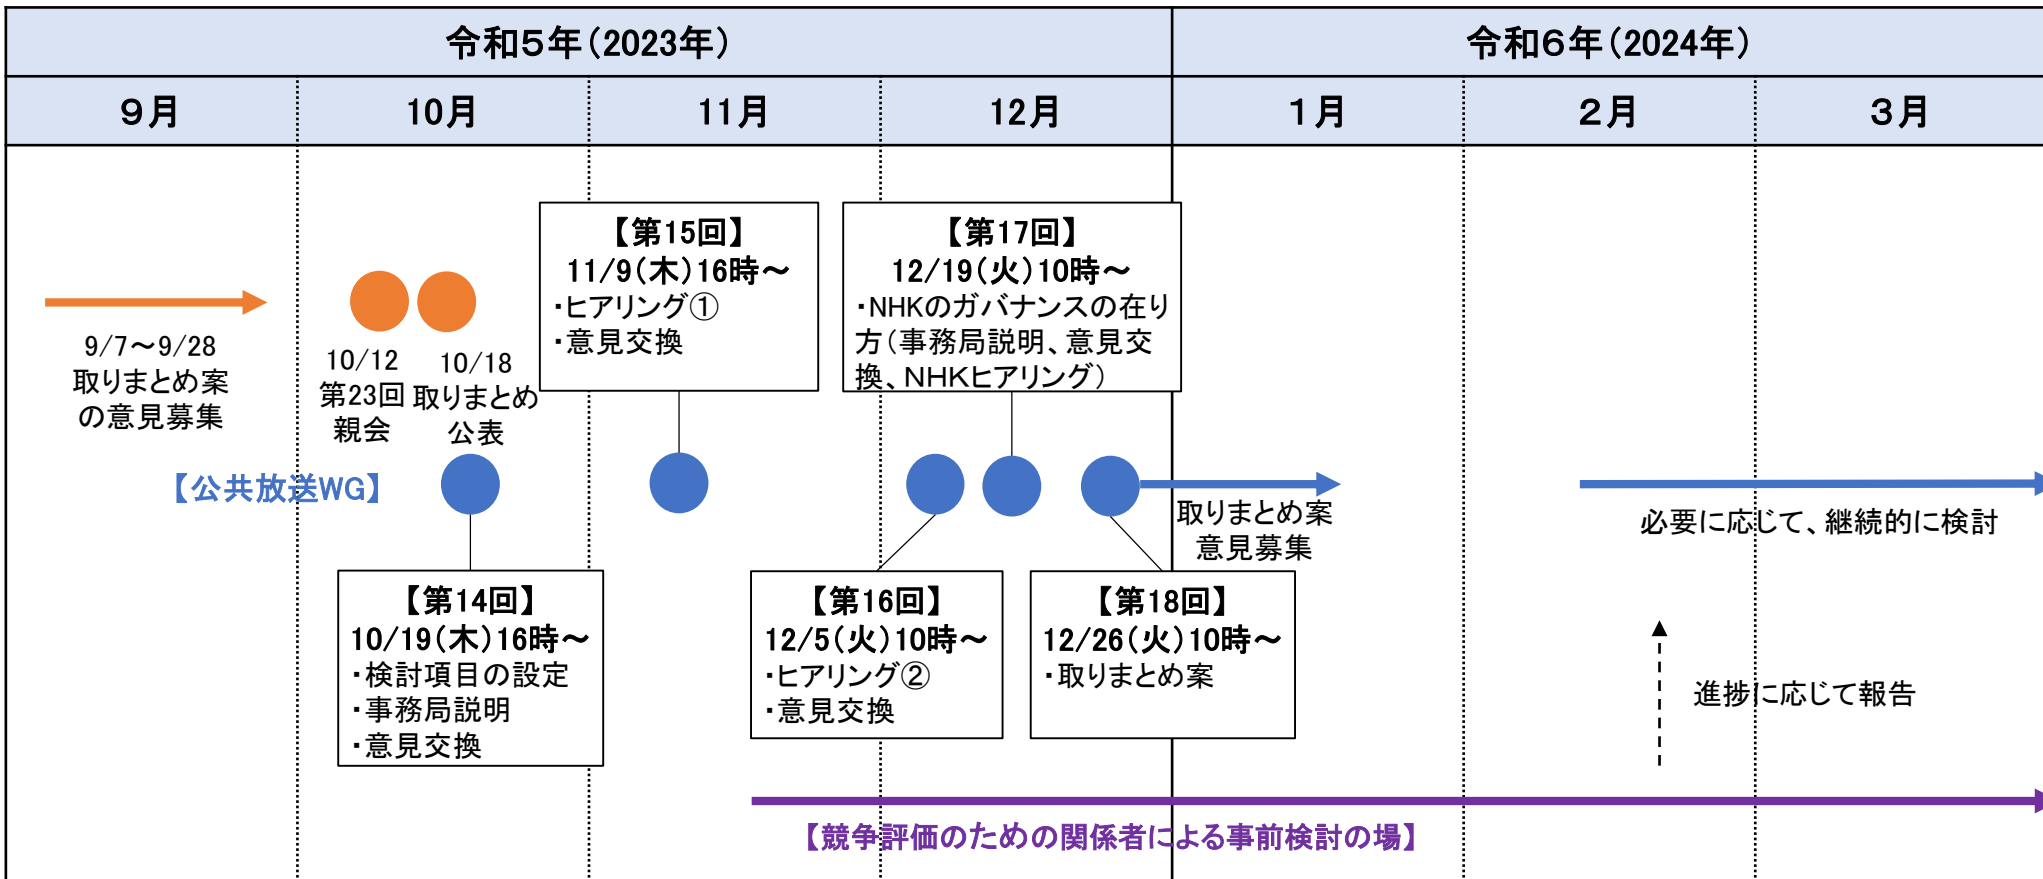 令和5年（2023年）
令和6年（2024年）
9月
10月
11月
12月
1月
2月
3月
9/7～9/28
取りまとめ案
の意見募集
10/12
第23回
親会
10/18
取りまとめ
公表
【第15回】
11/9（木）16時～
・ヒアリング①
・意見交換
【第17回】
12/19（火）10時～
・NHKのガバナンスの在り
方（事務局説明、意見交
換、NHKヒアリング）
【公共放送WG】
取りまとめ案
意見募集
必要に応じて、継続的に検討
【第14回】
10/19（木）16時～
・検討項目の設定
・事務局説明
・意見交換
【第16回】
12/5（火）10時～
・ヒアリング②
・意見交換
【第18回】
12/26（火）10時～
・取りまとめ案
進捗に応じて報告
【競争評価のための関係者による事前検討の場】